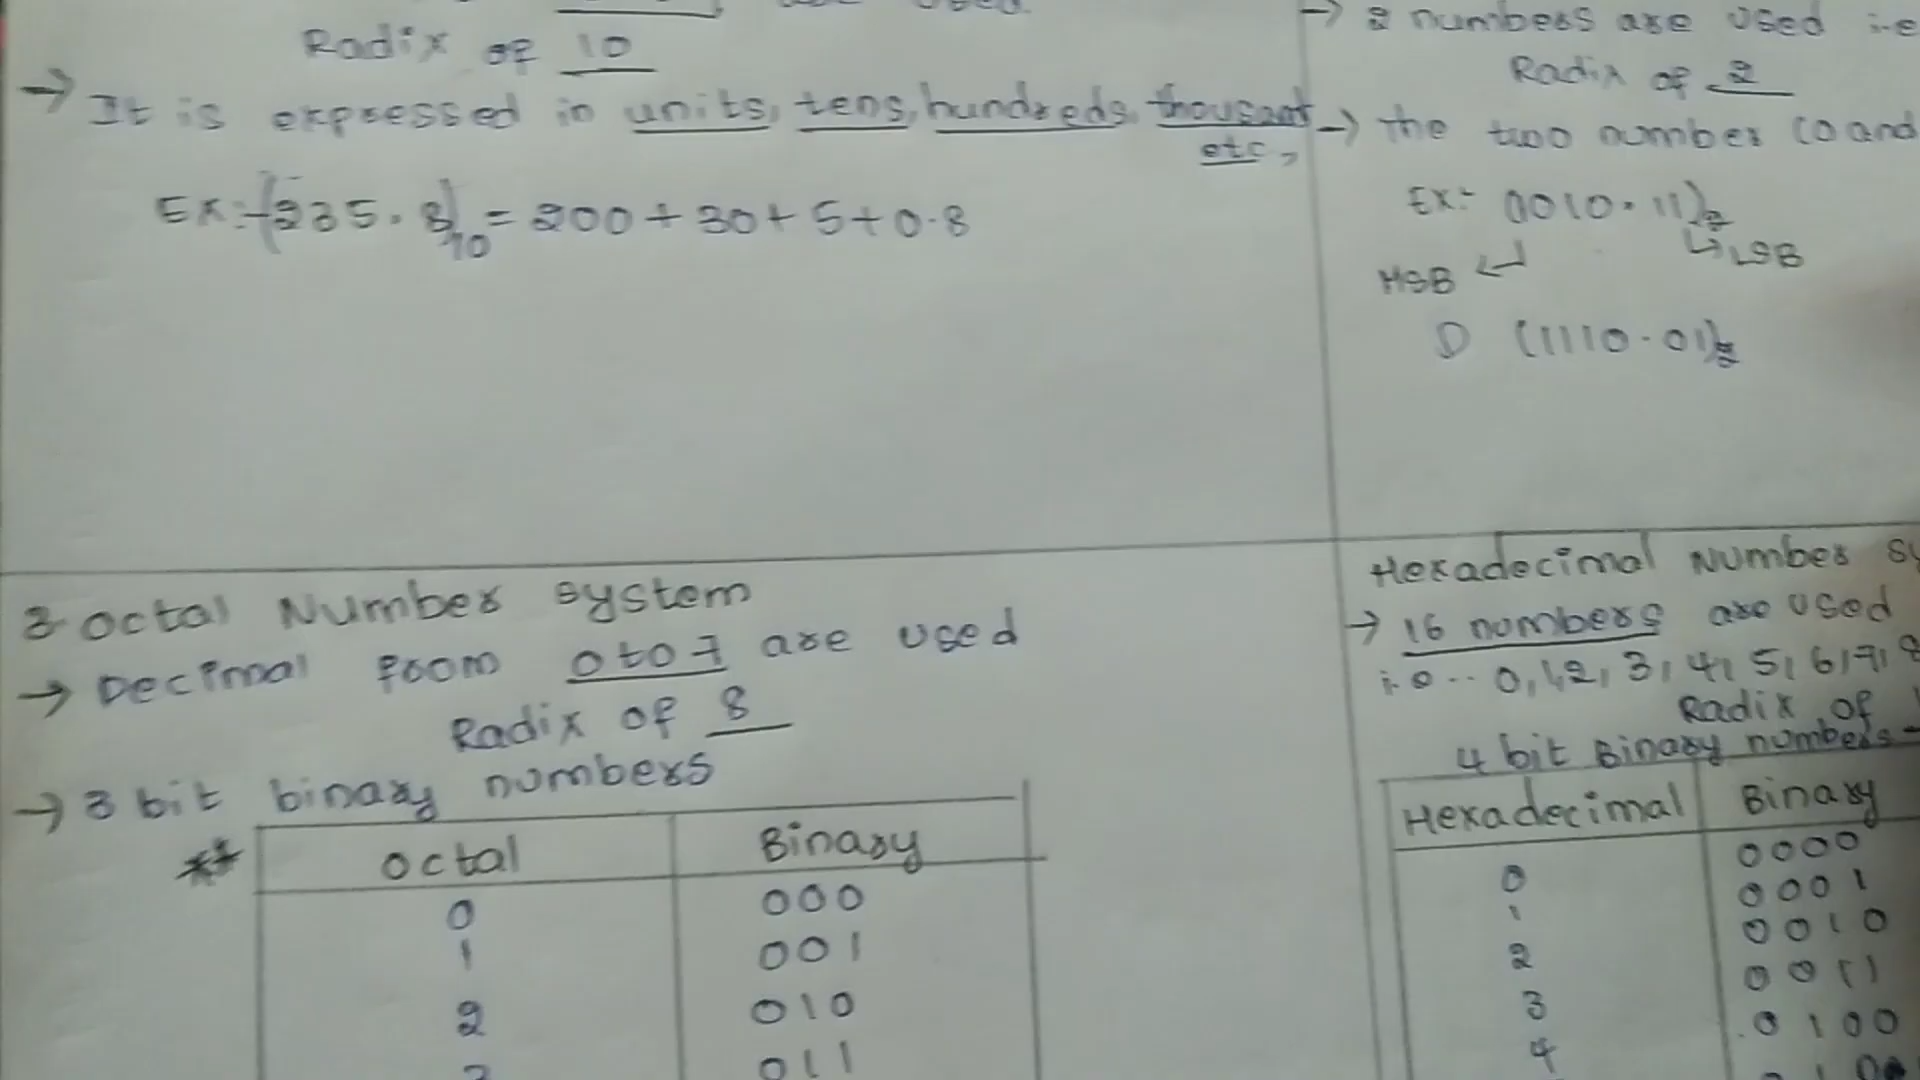 used.
Radix of 10
→ It is expressed in units, tens, hundreds, thousant
etc,
Ex:- (235.8)10 = 200 + 30 + 5 + 0.8
→ 2 numbers are used i.e
Radix of 2
→ the two number (0 and
Ex:- (1010.11)2
MSB ↵ ↳ LSB
D (1110.01)2
3 octal Number system
→ Decimal from 0 to 7 are used
Radix of 8
→ 3 bit binary numbers
** octal Binary
0 000
1 001
2 010
011
Hexadecimal Number sy
→ 16 numbers are used
i.e.. 0,1,2,3,4,5,6,7,8
Radix of
4 bit Binary numbers
Hexadecimal Binary
0 0000
1 0001
2 0010
3 0011
4 0100